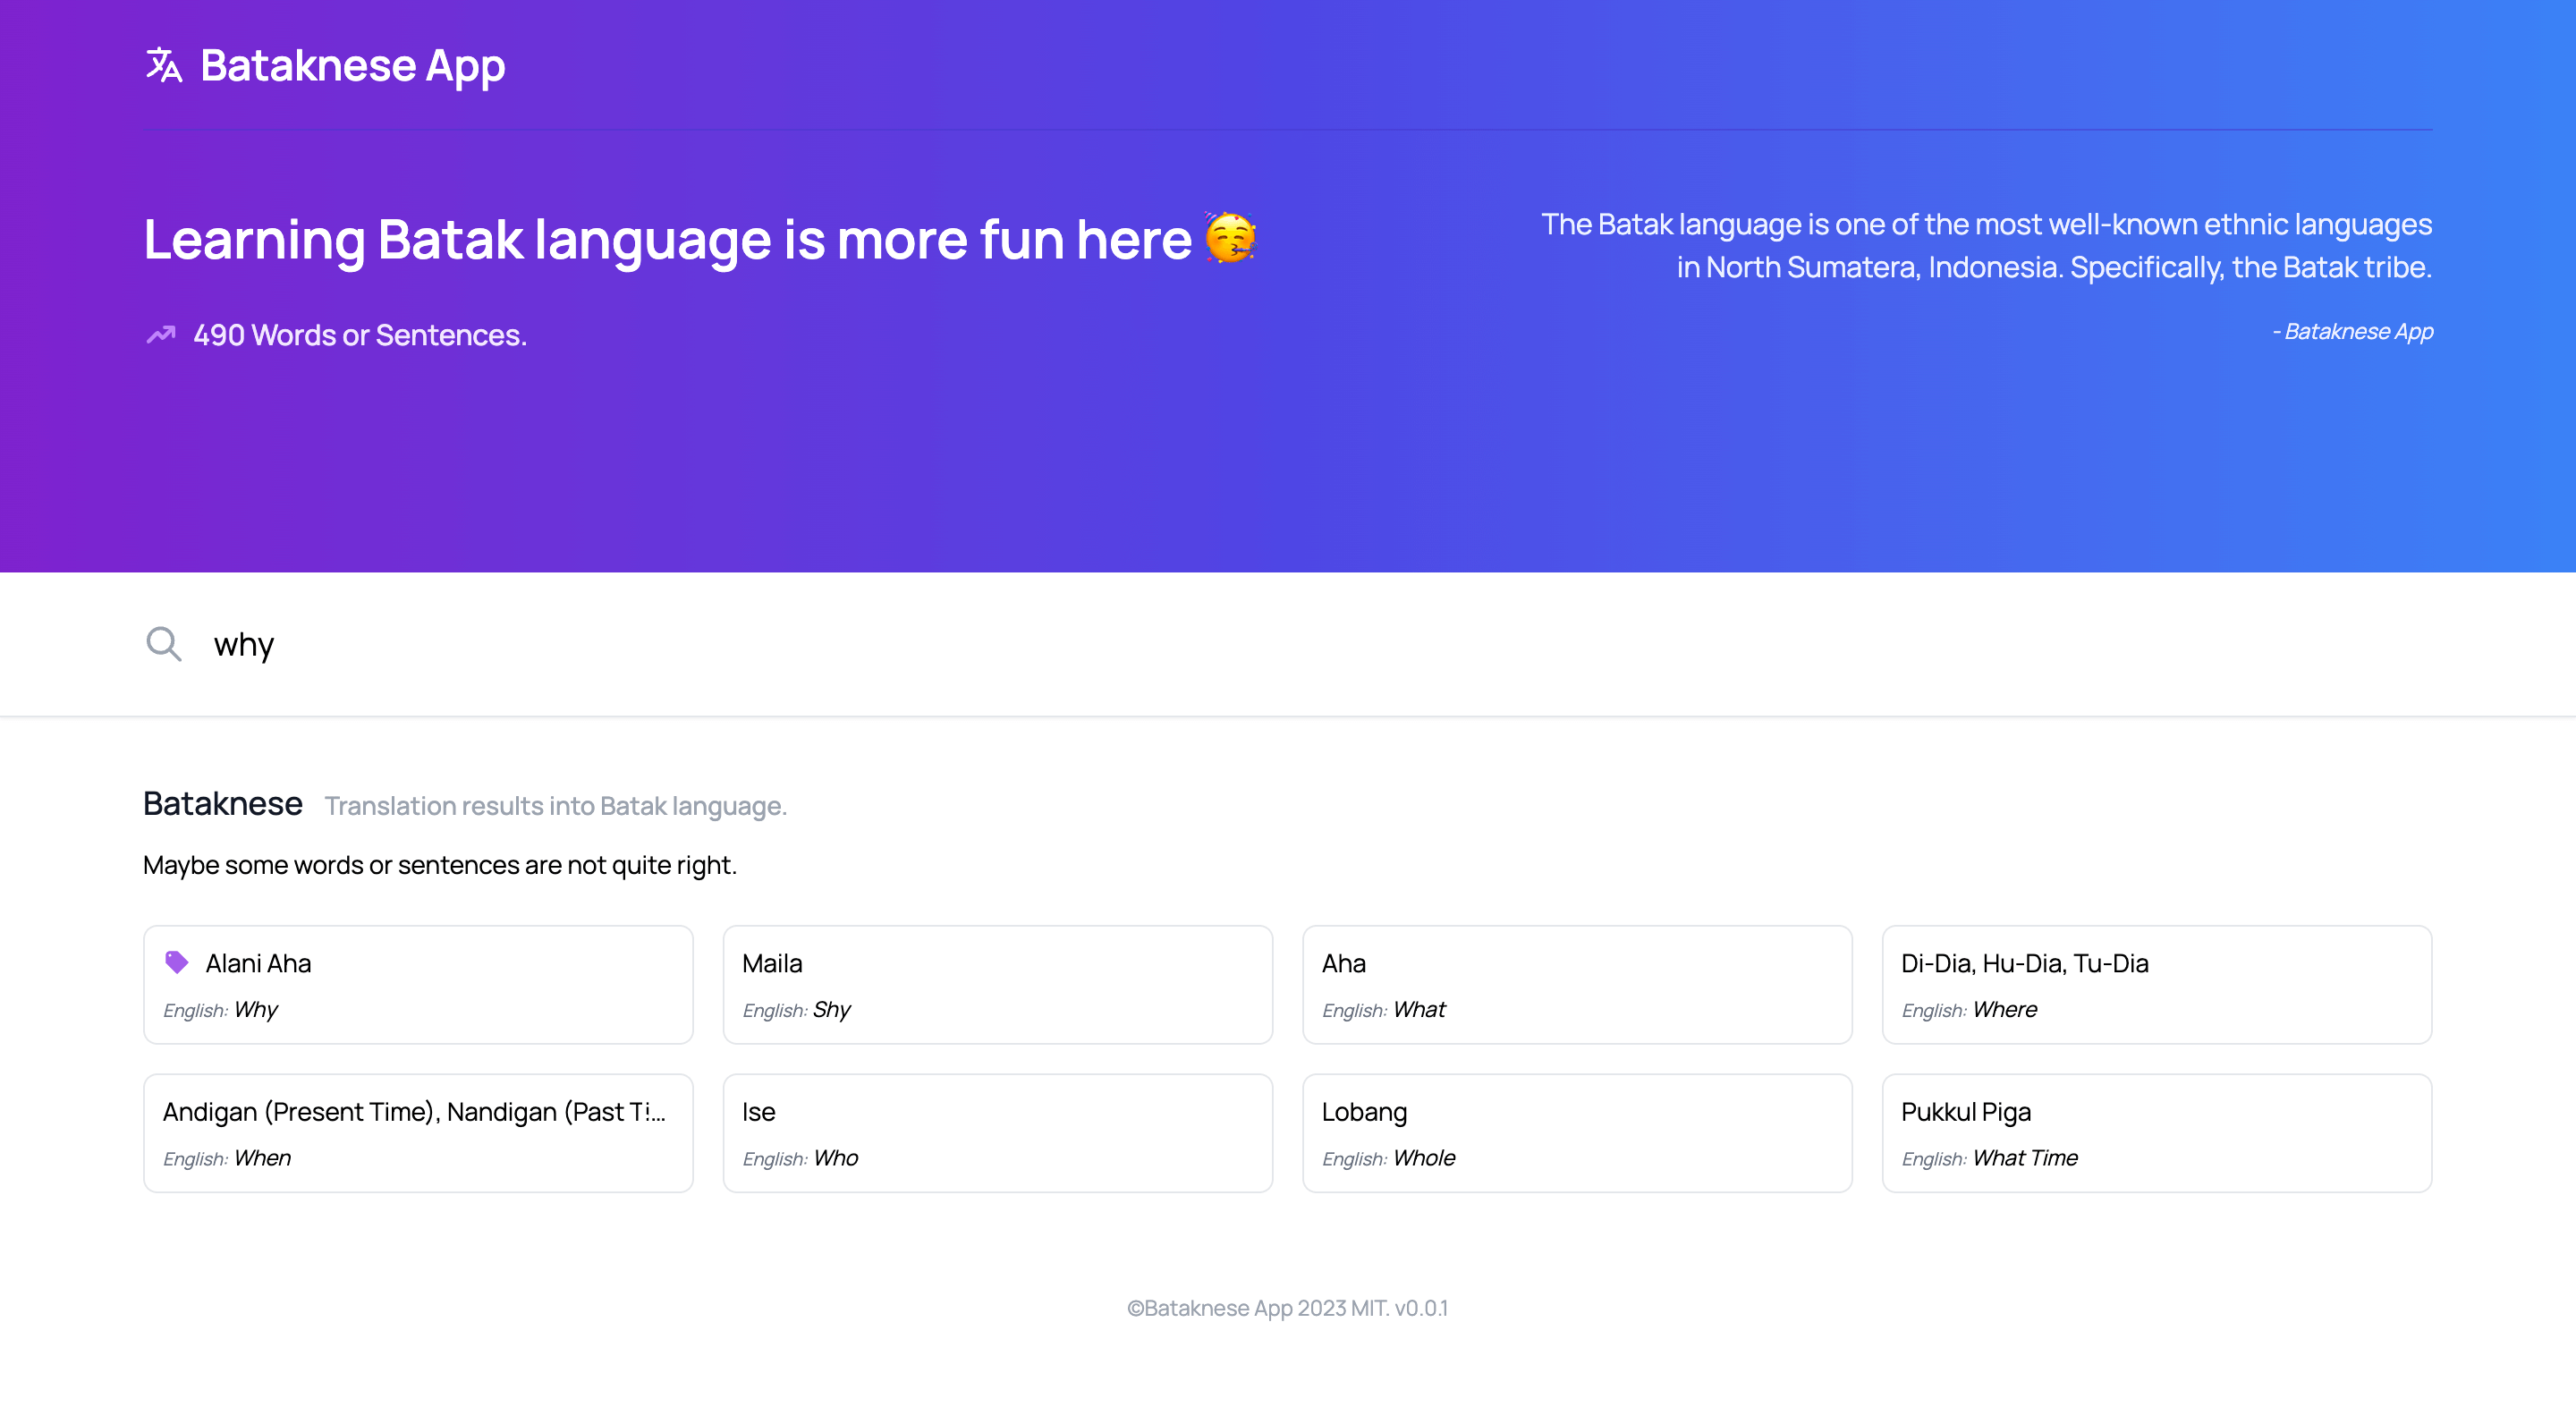 Bataknese App
Learning Batak language is more fun here 🥳
490 Words or Sentences.
The Batak language is one of the most well-known ethnic languages
in North Sumatera, Indonesia. Specifically, the Batak tribe.
- Bataknese App
why
Bataknese Translation results into Batak language.
Maybe some words or sentences are not quite right.
Alani Aha
English: Why
Maila
English: Shy
Aha
English: What
Di-Dia, Hu-Dia, Tu-Dia
English: Where
Andigan (Present Time), Nandigan (Past Ti...
English: When
Ise
English: Who
Lobang
English: Whole
Pukkul Piga
English: What Time
©Bataknese App 2023 MIT. v0.0.1